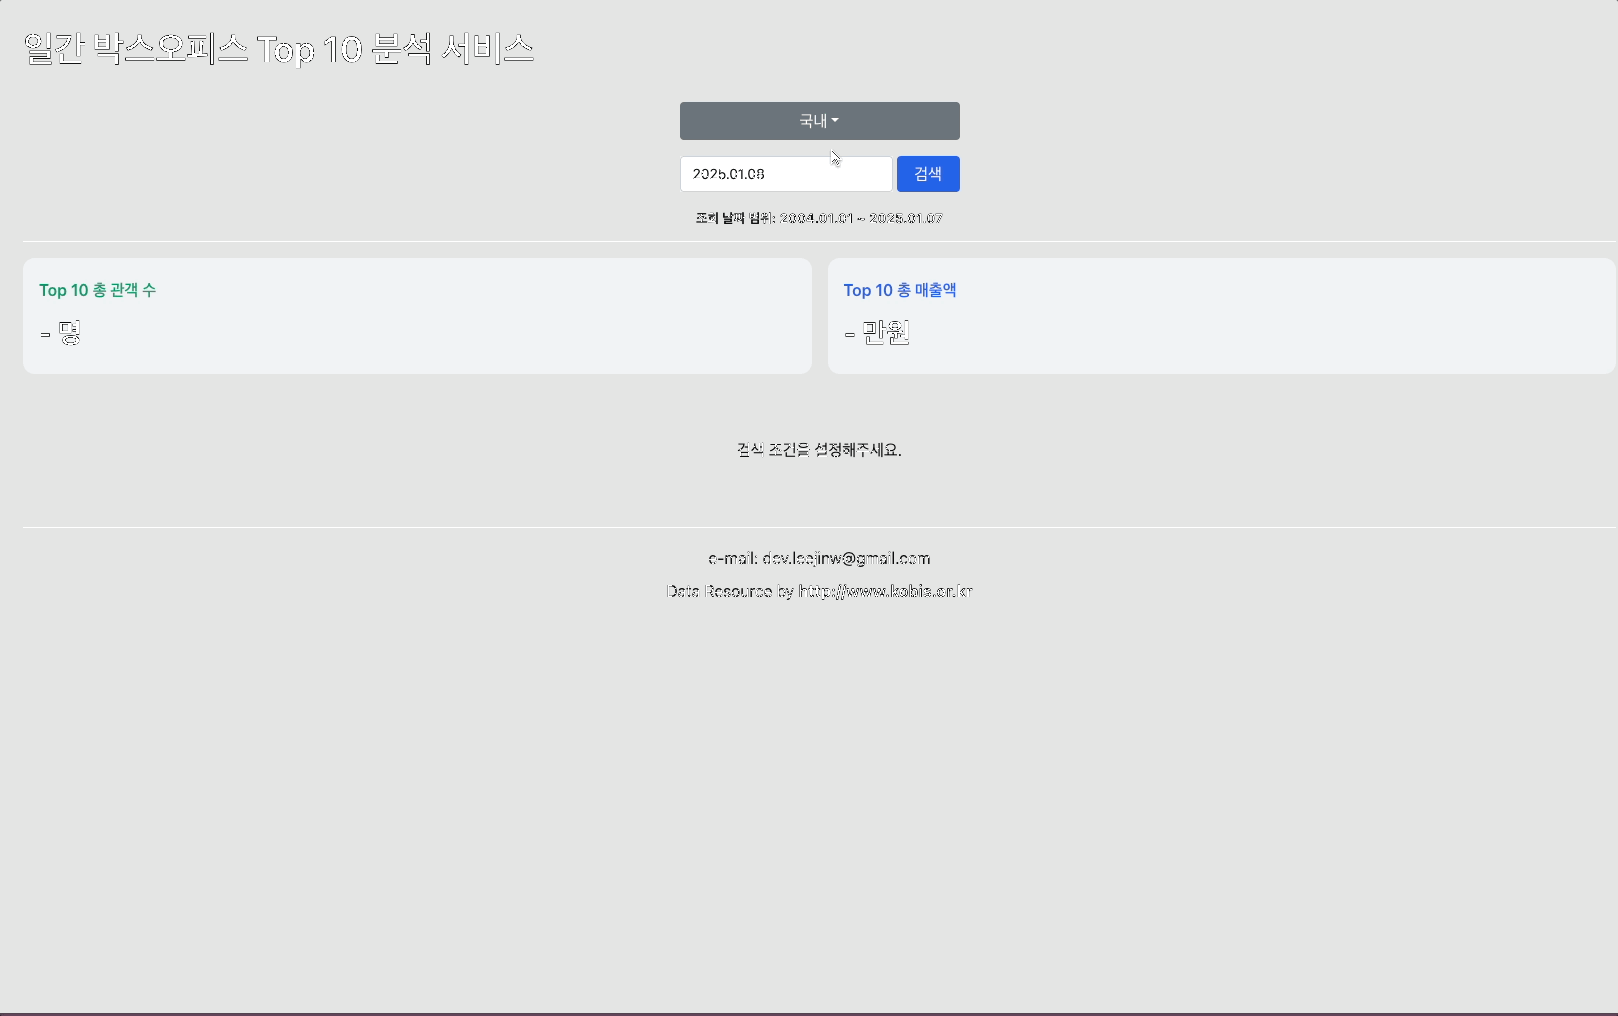 일간 박스오피스 Top 10 분석 서비스
국내
2025.01.08
검색
조회 날짜 범위: 2004.01.01 ~ 2025.01.07
Top 10 총 관객 수
- 명
Top 10 총 매출액
- 만원
검색 조건을 설정해주세요.
e-mail: dev.leejinw@gmail.com
Data Resource by http://www.kobis.or.kr